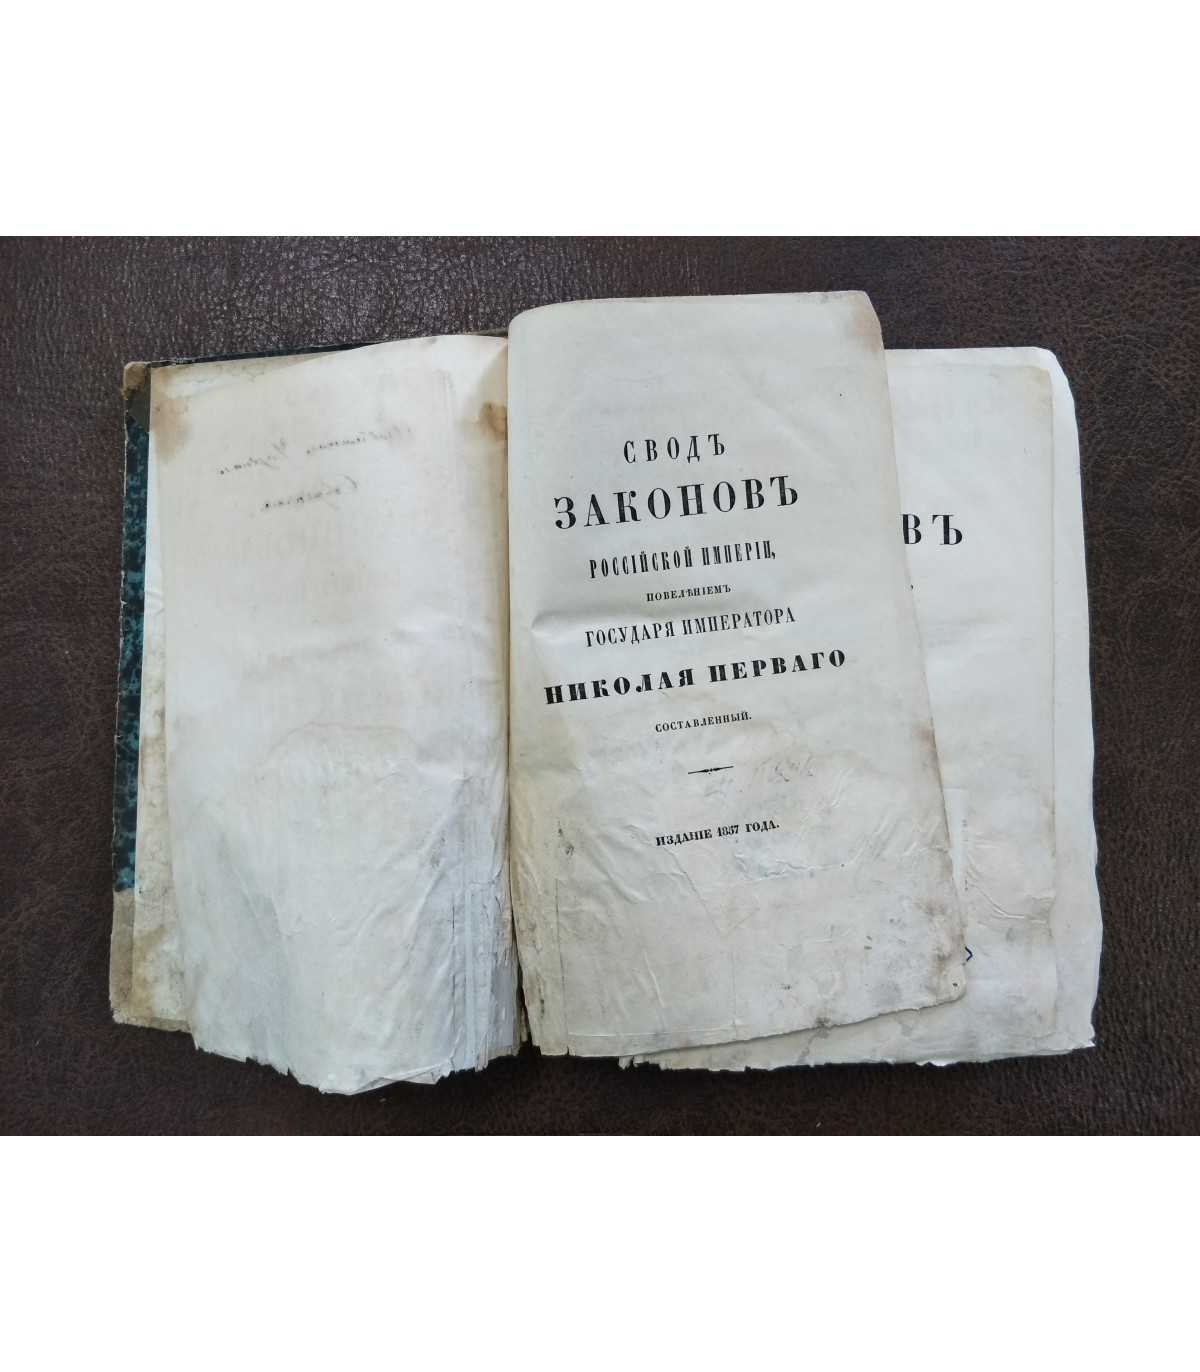 СВОДЪ
ЗАКОНОВЪ
РОССІЙСКОЙ ИМПЕРІИ,
ПОВЕЛѢНІЕМЪ
ГОСУДАРЯ ИМПЕРАТОРА
НИКОЛАЯ ПЕРВАГО
СОСТАВЛЕННЫЙ.
ИЗДАНІЕ 1857 ГОДА.
ВЪ